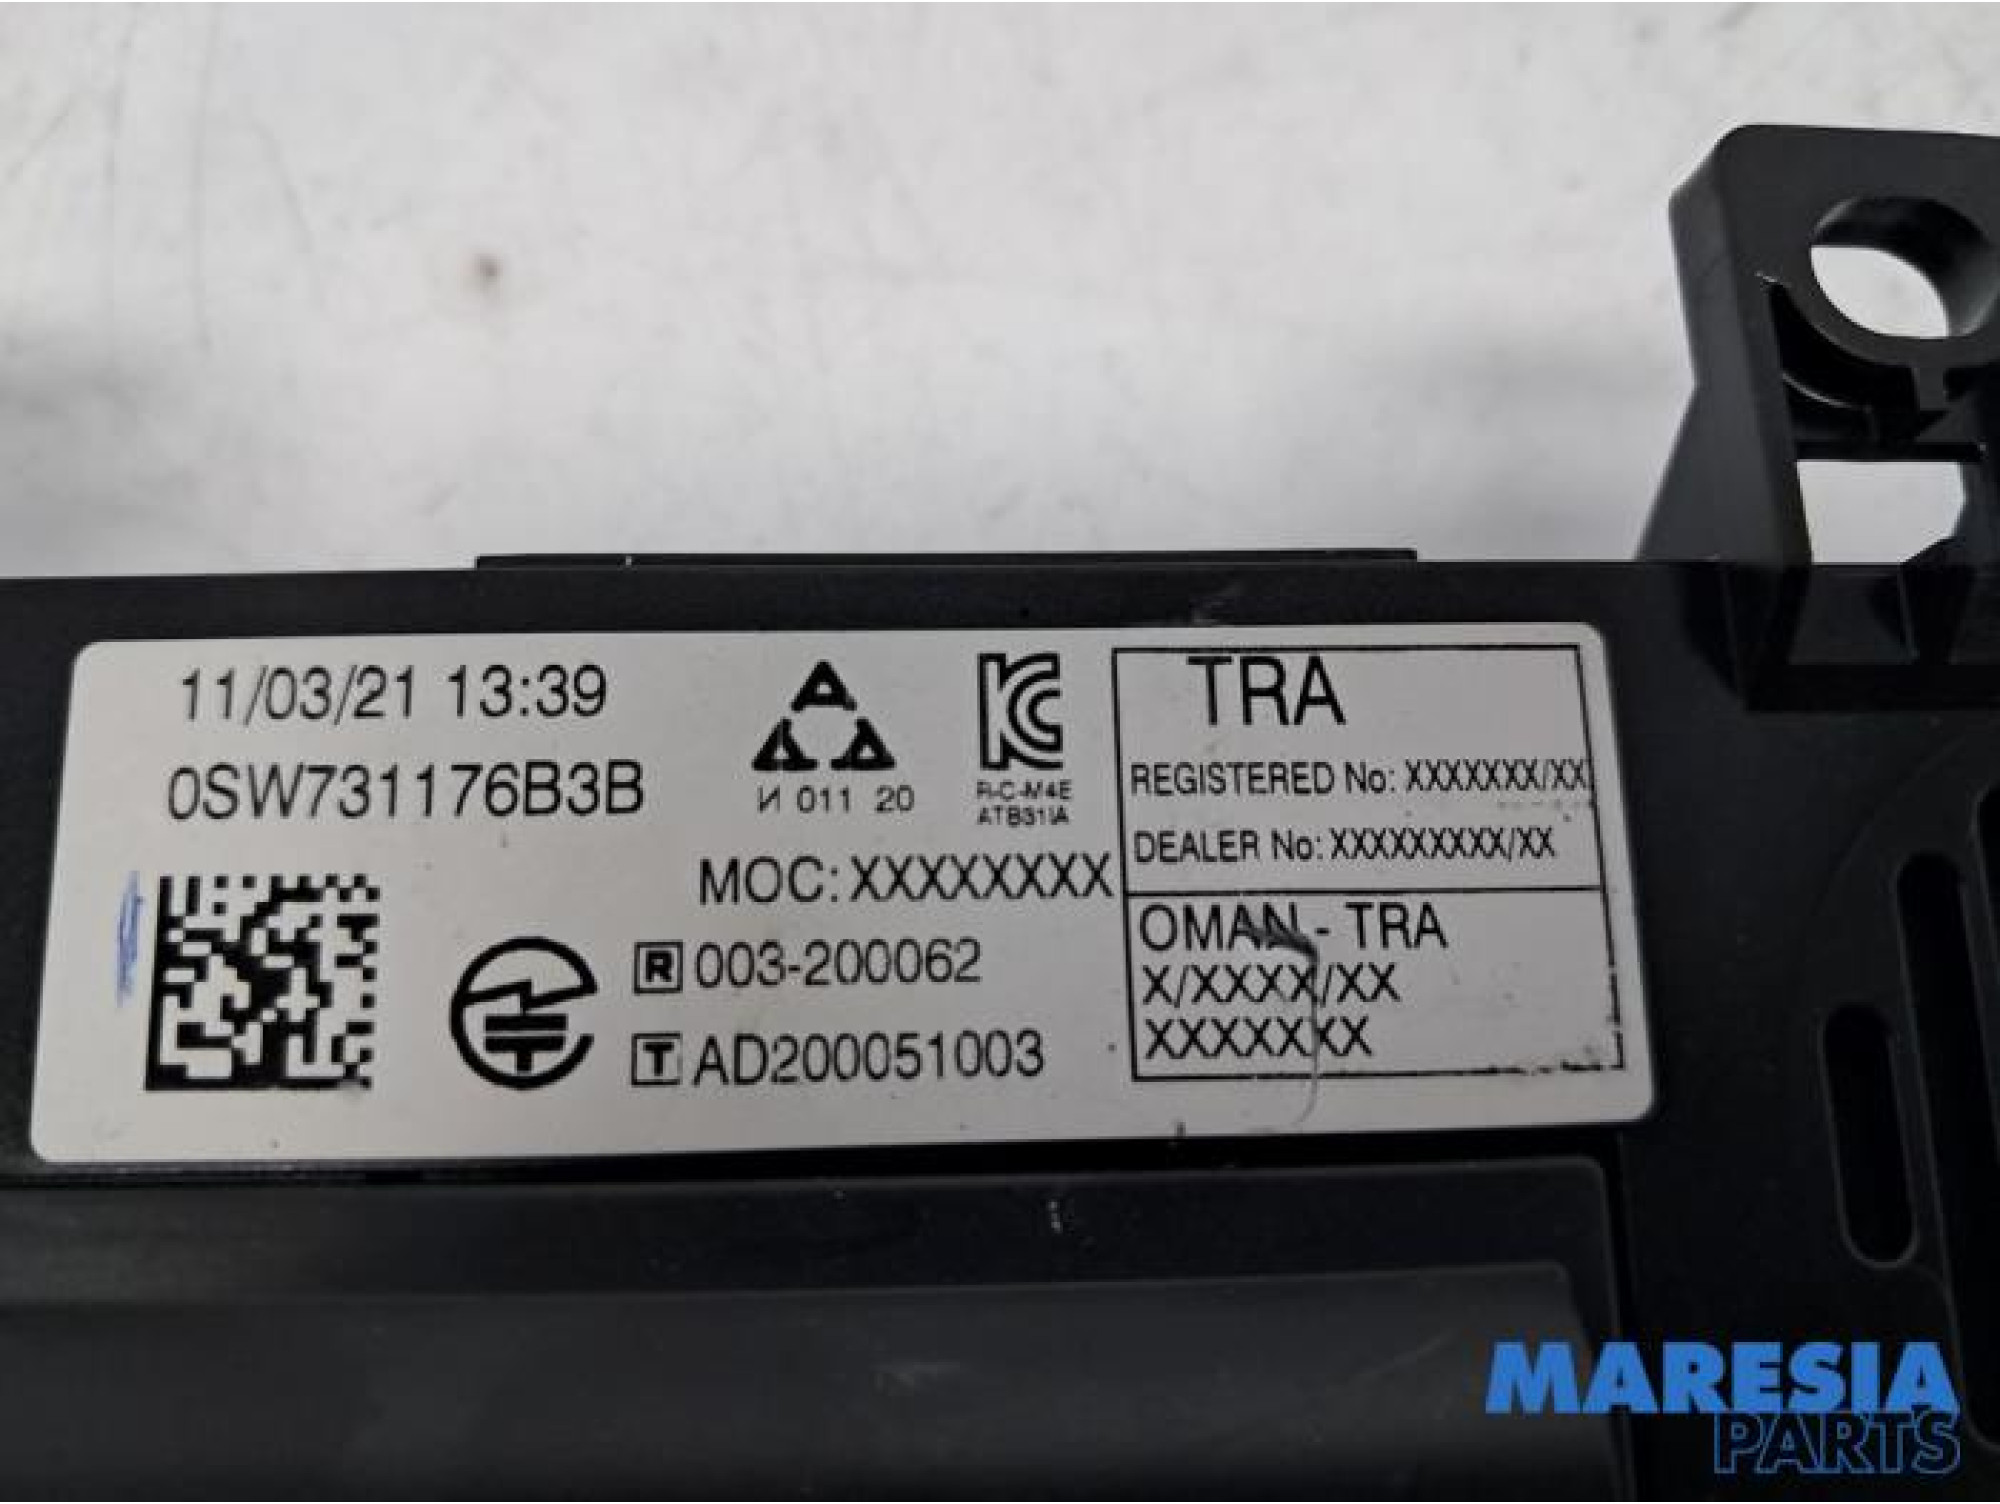 11/03/21 13:39
0SW731176B3B
И 011 20
R-C-M4E
ATB31IA
MOC: XXXXXXXX
R 003-200062
T AD200051003
TRA
REGISTERED No: XXXXXXX/XX
DEALER No: XXXXXXXXX/XX
OMAN - TRA
X/XXXX/XX
XXXXXXX
MARESIA
PARTS